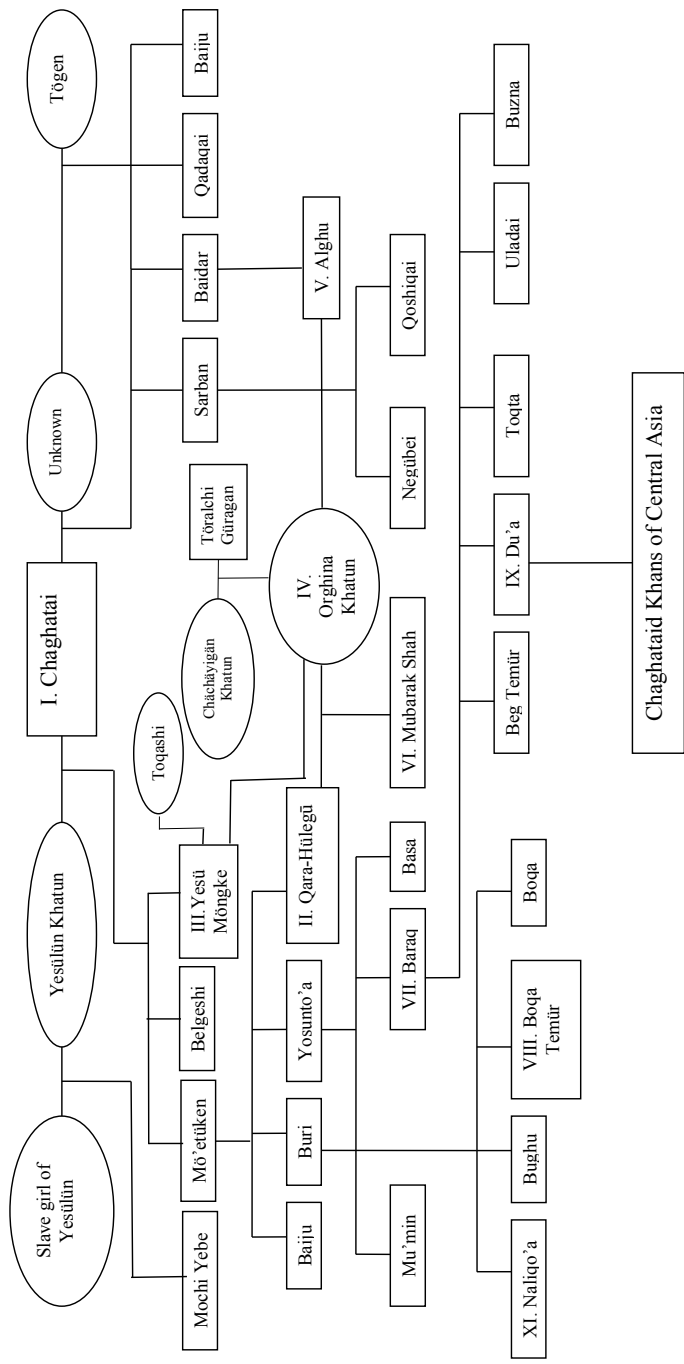 Slave girl of
Yesülün
Yesülün Khatun
I. Chaghatai
Unknown
Tögen
Mochi Yebe
Mö’etüken
Belgeshi
III.Yesü
Möngke
Toqashi
Chächäyigän
Khatun
Töralchi
Güragan
Sarban
Baidar
Qadaqai
Baiju
Baiju
Buri
Yosunto’a
II. Qara-Hülegü
IV.
Orghina
Khatun
V. Alghu
Mu’min
VII. Baraq
Basa
VI. Mubarak Shah
Negübei
Qoshiqai
XI. Naliqo’a
Bughu
VIII. Boqa
Temür
Boqa
Beg Temür
IX. Du’a
Toqta
Uladai
Buzna
Chaghataid Khans of Central Asia